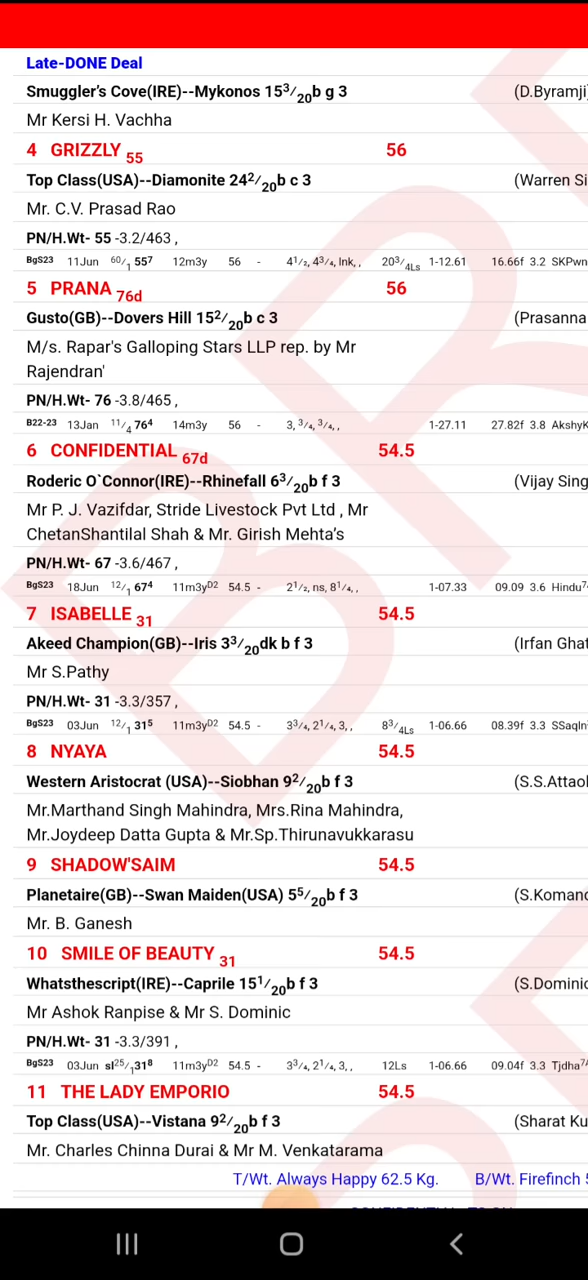 Late-DONE Deal
Smuggler's Cove(IRE)--Mykonos 15³/₂₀b g 3 (D.Byramji
Mr Kersi H. Vachha
4 GRIZZLY 55 56
Top Class(USA)--Diamonite 24²/₂₀b c 3 (Warren Si
Mr. C.V. Prasad Rao
PN/H.Wt- 55 -3.2/463 ,
BgS23 11Jun 60/1 55⁷ 12m3y 56 - 4¹/₂, 4³/₄, lnk, , 20³/₄Ls 1-12.61 16.66f 3.2 SKPwn
5 PRANA 76d 56
Gusto(GB)--Dovers Hill 15²/₂₀b c 3 (Prasanna
M/s. Rapar's Galloping Stars LLP rep. by Mr
Rajendran'
PN/H.Wt- 76 -3.8/465 ,
B22-23 13Jan 11/4 76⁴ 14m3y 56 - 3, ³/₄, ³/₄, , 1-27.11 27.82f 3.8 AkshyK
6 CONFIDENTIAL 67d 54.5
Roderic O`Connor(IRE)--Rhinefall 6³/₂₀b f 3 (Vijay Sing
Mr P. J. Vazifdar, Stride Livestock Pvt Ltd , Mr
ChetanShantilal Shah & Mr. Girish Mehta's
PN/H.Wt- 67 -3.6/467 ,
BgS23 18Jun 12/1 67⁴ 11m3yᴰ² 54.5 - 2¹/₂, ns, 8¹/₄, , 1-07.33 09.09 3.6 Hindu⁷
7 ISABELLE 31 54.5
Akeed Champion(GB)--Iris 3³/₂₀dk b f 3 (Irfan Ghat
Mr S.Pathy
PN/H.Wt- 31 -3.3/357 ,
BgS23 03Jun 12/1 31⁵ 11m3yᴰ² 54.5 - 3³/₄, 2¹/₄, 3, , 8³/₄Ls 1-06.66 08.39f 3.3 SSaqln
8 NYAYA 54.5
Western Aristocrat (USA)--Siobhan 9²/₂₀b f 3 (S.S.Attaol
Mr.Marthand Singh Mahindra, Mrs.Rina Mahindra,
Mr.Joydeep Datta Gupta & Mr.Sp.Thirunavukkarasu
9 SHADOW'SAIM 54.5
Planetaire(GB)--Swan Maiden(USA) 5⁵/₂₀b f 3 (S.Komand
Mr. B. Ganesh
10 SMILE OF BEAUTY 31 54.5
Whatsthescript(IRE)--Caprile 15¹/₂₀b f 3 (S.Dominic
Mr Ashok Ranpise & Mr S. Dominic
PN/H.Wt- 31 -3.3/391 ,
BgS23 03Jun sl25/1 31⁸ 11m3yᴰ² 54.5 - 3³/₄, 2¹/₄, 3, , 12Ls 1-06.66 09.04f 3.3 Tjdha⁷
11 THE LADY EMPORIO 54.5
Top Class(USA)--Vistana 9²/₂₀b f 3 (Sharat Ku
Mr. Charles Chinna Durai & Mr M. Venkatarama
T/Wt. Always Happy 62.5 Kg. B/Wt. Firefinch